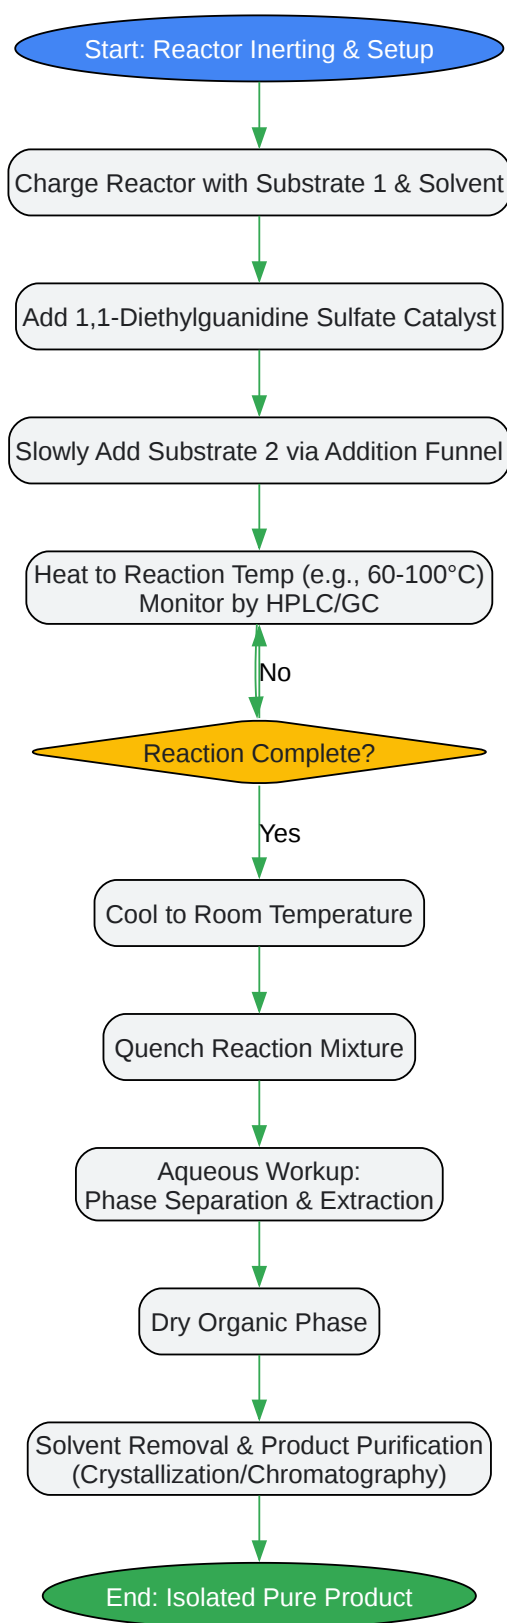 Start: Reactor Inerting & Setup
Charge Reactor with Substrate 1 & Solvent
Add 1,1-Diethylguanidine Sulfate Catalyst
Slowly Add Substrate 2 via Addition Funnel
Heat to Reaction Temp (e.g., 60-100°C)
Monitor by HPLC/GC
No
Reaction Complete?
Yes
Cool to Room Temperature
Quench Reaction Mixture
Aqueous Workup:
Phase Separation & Extraction
Dry Organic Phase
Solvent Removal & Product Purification
(Crystallization/Chromatography)
End: Isolated Pure Product